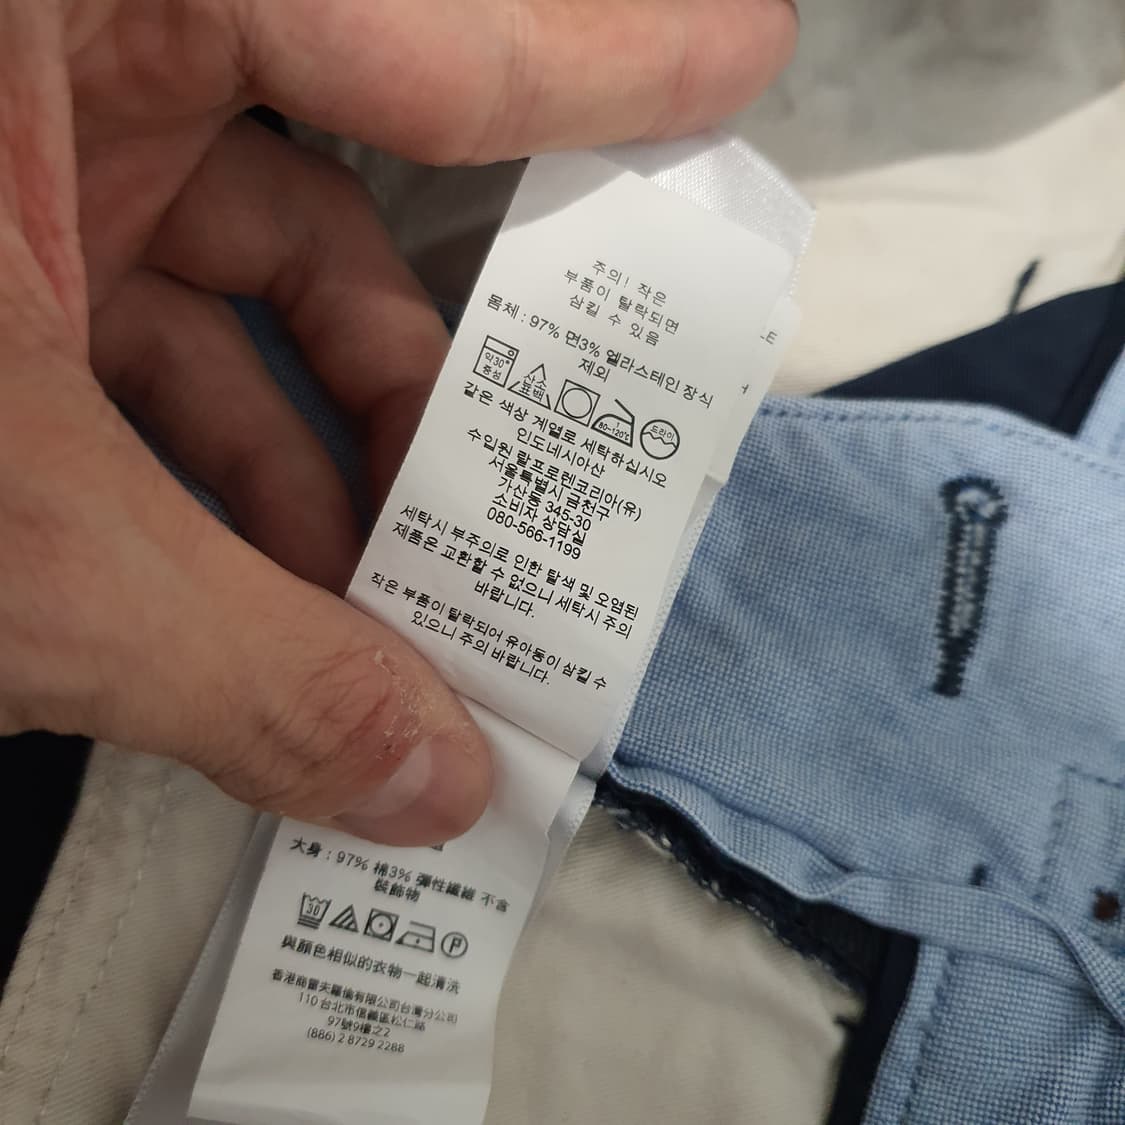 주의! 작은
부품이 탈락되면
삼킬 수 있음
몸체 : 97% 면3% 엘라스테인 장식
제외
약30°
중성
산소
표백
80~120℃
드라이
같은 색상 계열로 세탁하십시오
인도네시아산
수입원 랄프로렌코리아(유)
서울특별시 금천구
가산동 345-30
소비자 상담실
080-566-1199
세탁시 부주의로 인한 탈색 및 오염된
제품은 교환할 수 없으니 세탁시 주의
바랍니다.
작은 부품이 탈락되어 유아동이 삼킬 수
있으니 주의 바랍니다.
大身 : 97% 棉3% 彈性纖維 不含
裝飾物
30
P
與顏色相似的衣物一起清洗
香港商雷夫羅倫有限公司台灣分公司
110 台北市信義區松仁路
97號9樓之2
(886) 2 8729 2288